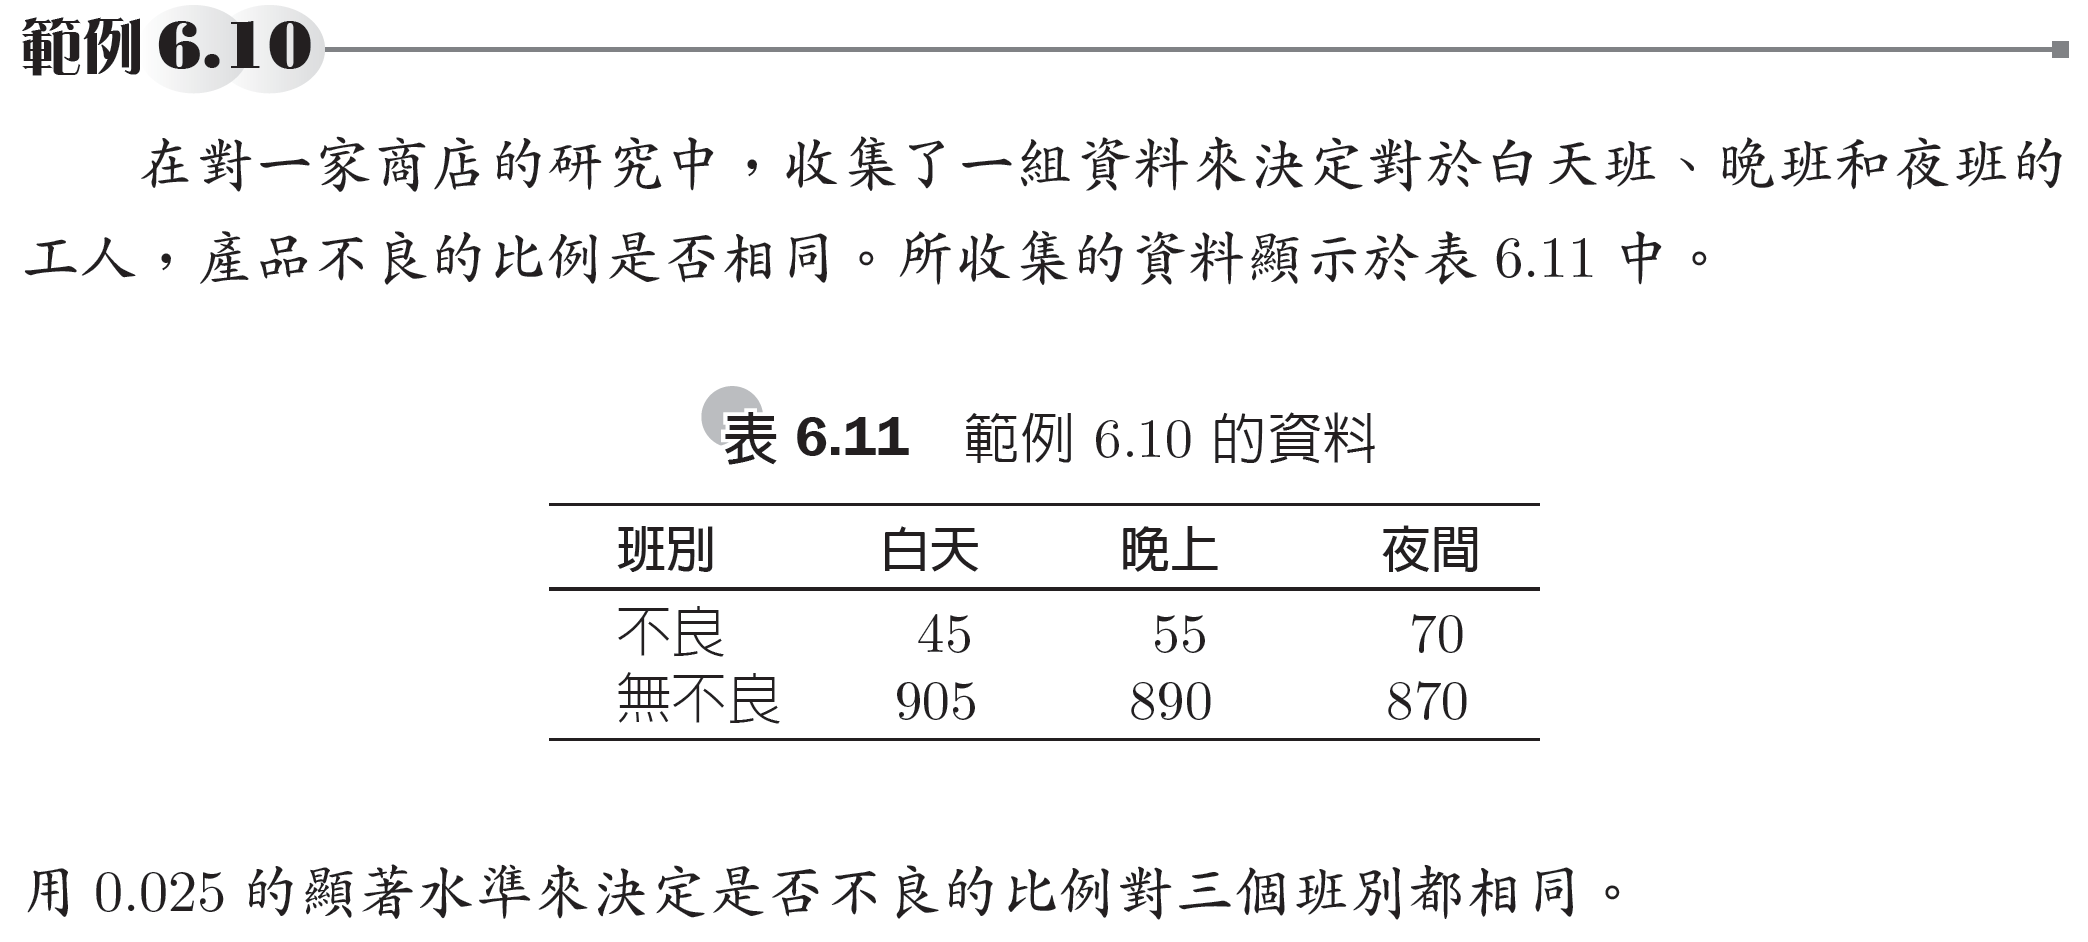 範例 6.10
在對一家商店的研究中，收集了一組資料來決定對於白天班、晚班和夜班的
工人，產品不良的比例是否相同。所收集的資料顯示於表 6.11 中。
表 6.11 範例 6.10 的資料
班別 白天 晚上 夜間
不良 45 55 70
無不良 905 890 870
用 0.025 的顯著水準來決定是否不良的比例對三個班別都相同。